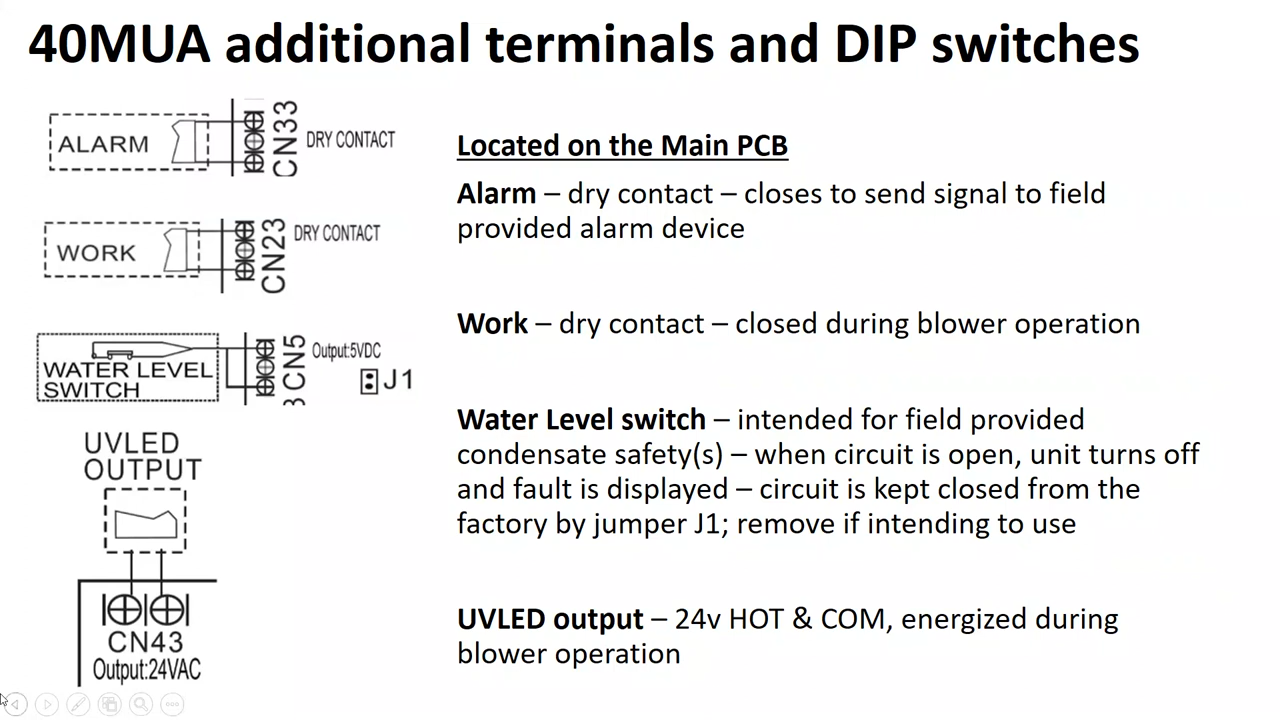 40MUA additional terminals and DIP switches
ALARM
CN33
DRY CONTACT
WORK
CN23
DRY CONTACT
WATER LEVEL
SWITCH
CN5
Output:5VDC
J1
UVLED
OUTPUT
CN43
Output:24VAC
Located on the Main PCB
Alarm – dry contact – closes to send signal to field
provided alarm device
Work – dry contact – closed during blower operation
Water Level switch – intended for field provided
condensate safety(s) – when circuit is open, unit turns off
and fault is displayed – circuit is kept closed from the
factory by jumper J1; remove if intending to use
UVLED output – 24v HOT & COM, energized during
blower operation